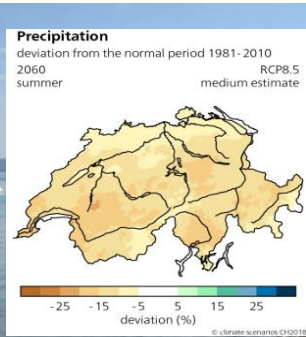 Precipitation
deviation from the normal period 1981-2010
2060 RCP8.5
summer medium estimate
-25 -15 -5 5 15 25
deviation (%)
© climate scenarios CH2018